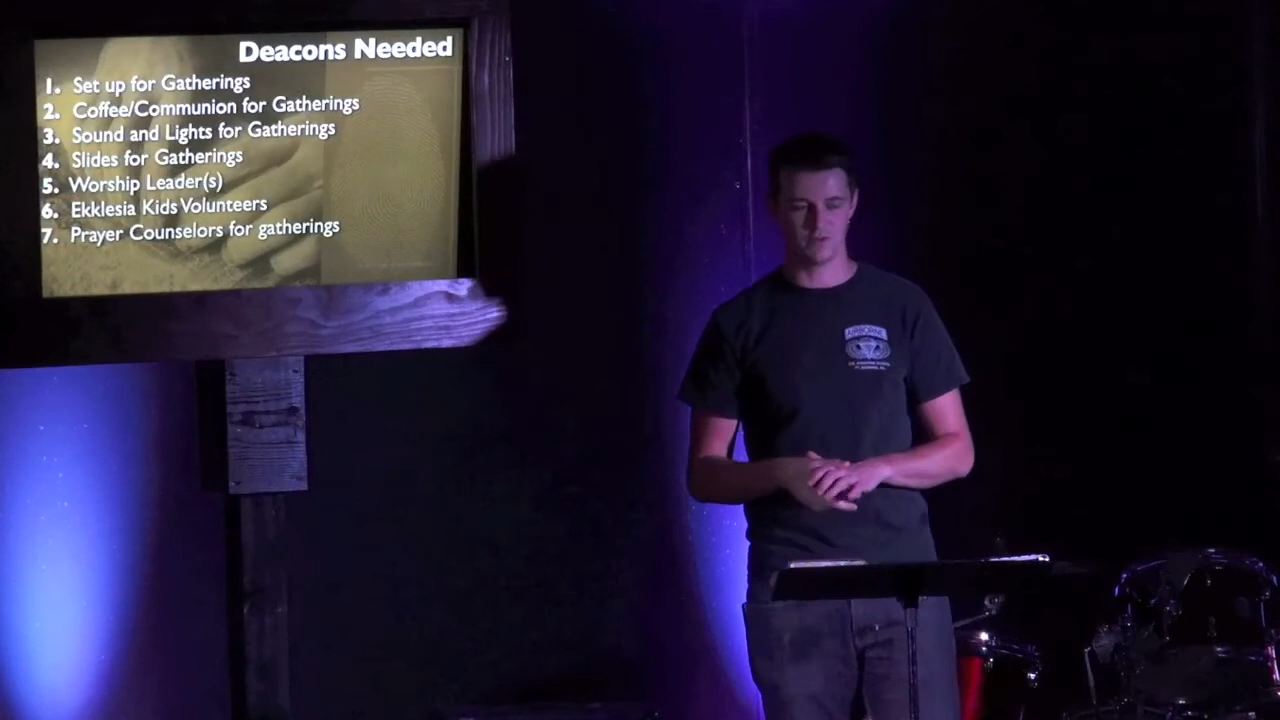 Deacons Needed
1. Set up for Gatherings
2. Coffee/Communion for Gatherings
3. Sound and Lights for Gatherings
4. Slides for Gatherings
5. Worship Leader(s)
6. Ekklesia Kids Volunteers
7. Prayer Counselors for gatherings
AIRBORNE